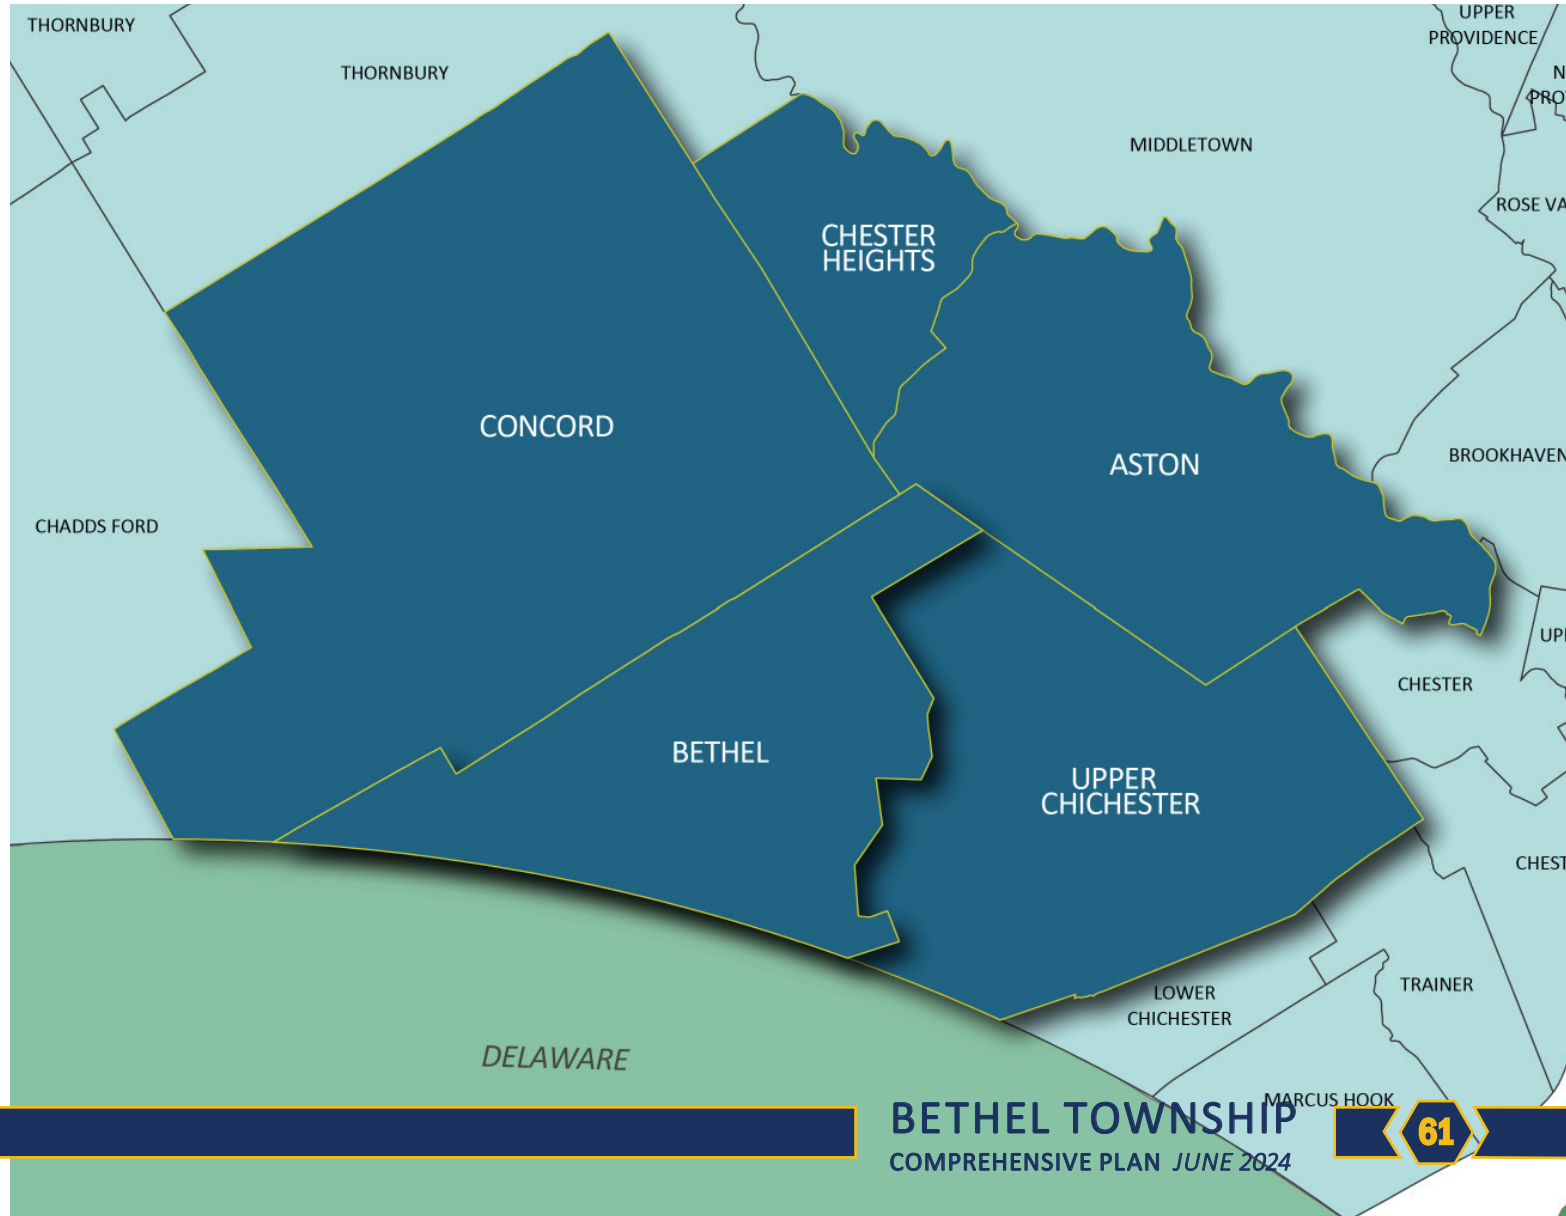 THORNBURY
UPPER
PROVIDENCE
THORNBURY
MIDDLETOWN
ROSE VA
CHESTER
HEIGHTS
CONCORD
ASTON
BROOKHAVEN
CHADDS FORD
CHESTER
BETHEL
UPPER
CHICHESTER
CHEST
TRAINER
LOWER
CHICHESTER
DELAWARE
MARCUS HOOK
BETHEL TOWNSHIP
COMPREHENSIVE PLAN JUNE 2024
61